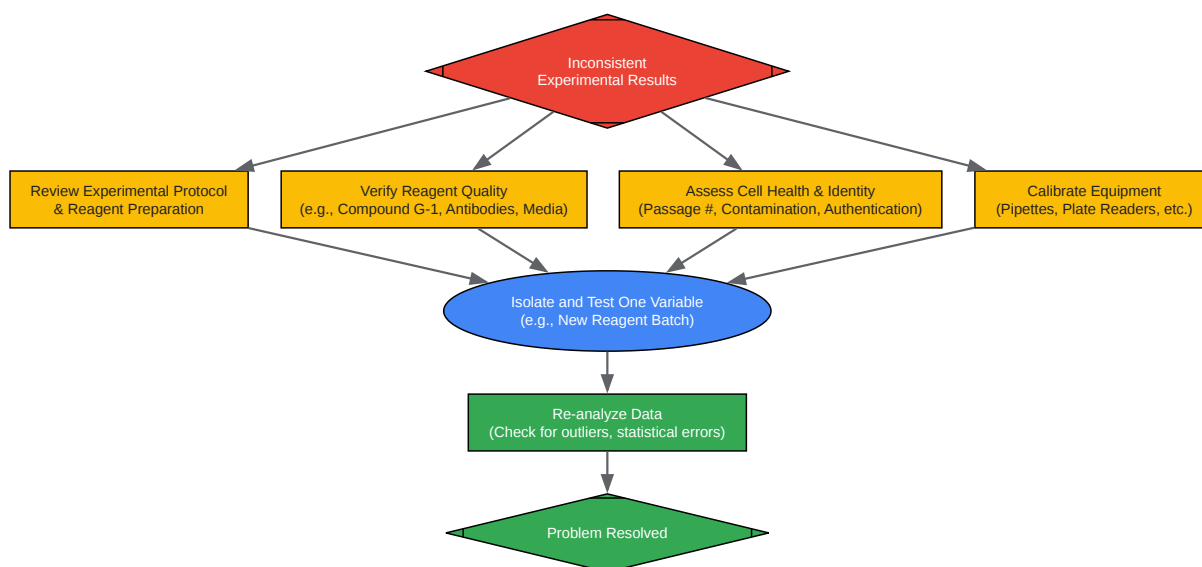 Inconsistent
Experimental Results
Review Experimental Protocol
& Reagent Preparation
Verify Reagent Quality
(e.g., Compound G-1, Antibodies, Media)
Assess Cell Health & Identity
(Passage #, Contamination, Authentication)
Calibrate Equipment
(Pipettes, Plate Readers, etc.)
Isolate and Test One Variable
(e.g., New Reagent Batch)
Re-analyze Data
(Check for outliers, statistical errors)
Problem Resolved